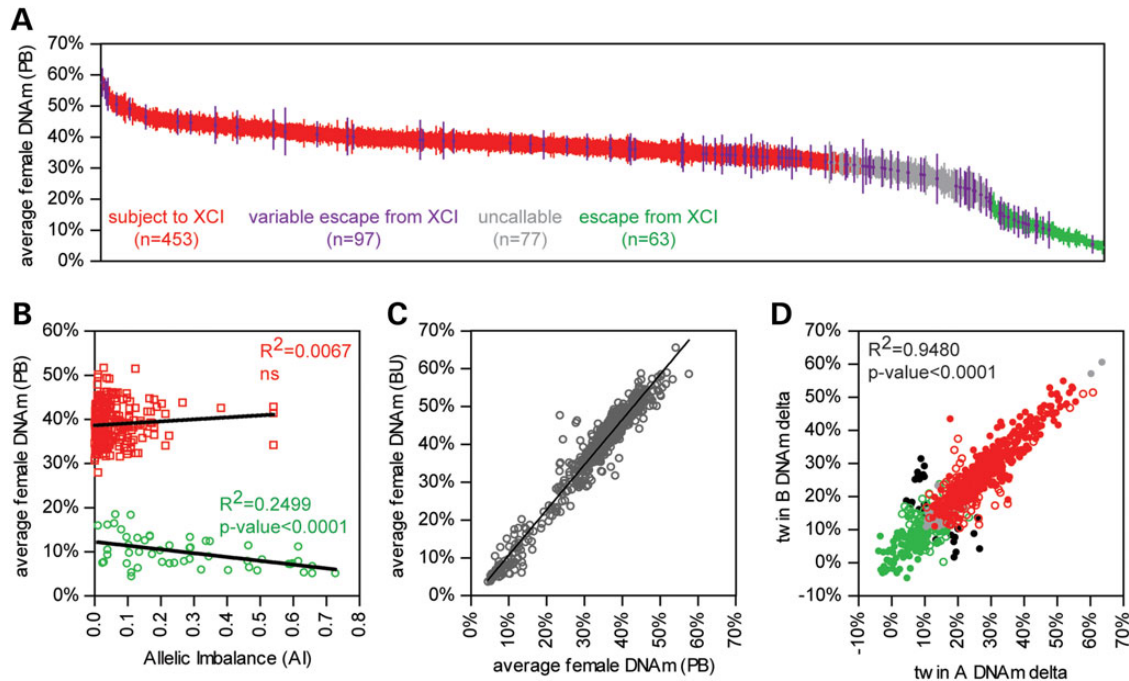 A
average female DNAm (PB)
70%
60%
50%
40%
30%
20%
10%
0%
subject to XCI variable escape from XCI uncallable escape from XCI
(n=453) (n=97) (n=77) (n=63)
B
average female DNAm (PB)
60%
50%
40%
30%
20%
10%
0%
R2=0.0067
ns
R2=0.2499
p-value<0.0001
0.0 0.1 0.2 0.3 0.4 0.5 0.6 0.7 0.8
Allelic Imbalance (AI)
C
average female DNAm (BU)
70%
60%
50%
40%
30%
20%
10%
0%
0% 10% 20% 30% 40% 50% 60% 70%
average female DNAm (PB)
D
twin B DNAm delta
70%
60%
50%
40%
30%
20%
10%
0%
-10%
R2=0.9480
p-value<0.0001
-10% 0% 10% 20% 30% 40% 50% 60% 70%
twin A DNAm delta